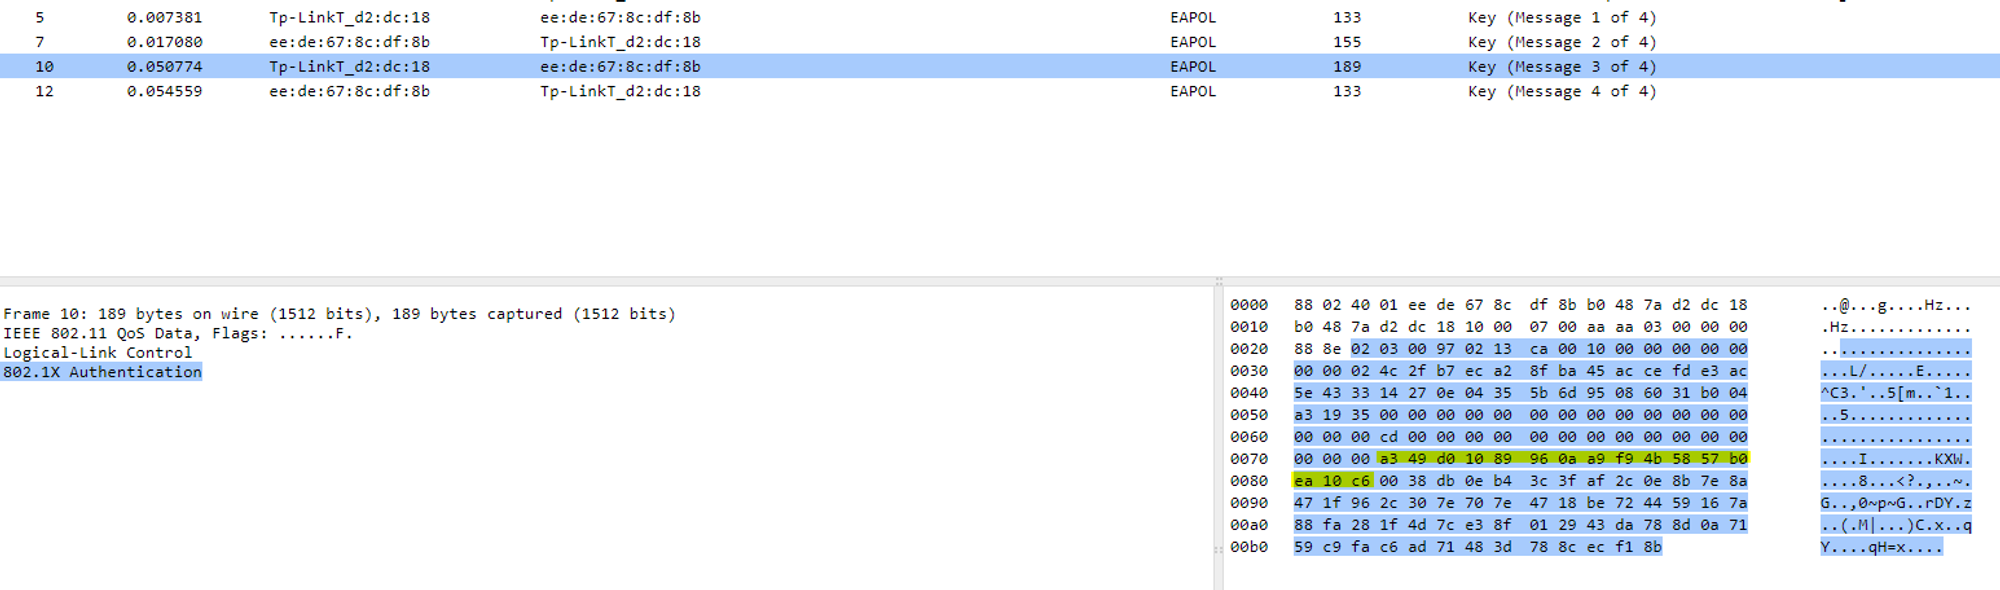 5 0.007381 Tp-LinkT_d2:dc:18 ee:de:67:8c:df:8b EAPOL 133 Key (Message 1 of 4)
7 0.017080 ee:de:67:8c:df:8b Tp-LinkT_d2:dc:18 EAPOL 155 Key (Message 2 of 4)
10 0.050774 Tp-LinkT_d2:dc:18 ee:de:67:8c:df:8b EAPOL 189 Key (Message 3 of 4)
12 0.054559 ee:de:67:8c:df:8b Tp-LinkT_d2:dc:18 EAPOL 133 Key (Message 4 of 4)
Frame 10: 189 bytes on wire (1512 bits), 189 bytes captured (1512 bits)
IEEE 802.11 QoS Data, Flags: ......F.
Logical-Link Control
802.1X Authentication
0000 88 02 40 01 ee de 67 8c df 8b b0 48 7a d2 dc 18 ..@...g....Hz...
0010 b0 48 7a d2 dc 18 10 00 07 00 aa aa 03 00 00 00 .Hz.............
0020 88 8e 02 03 00 97 02 13 ca 00 10 00 00 00 00 00 ................
0030 00 00 02 4c 2f b7 ec a2 8f ba 45 ac ce fd e3 ac ...L/.....E.....
0040 5e 43 33 14 27 0e 04 35 5b 6d 95 08 60 31 b0 04 ^C3.'..5[m..`1..
0050 a3 19 35 00 00 00 00 00 00 00 00 00 00 00 00 00 ..5.............
0060 00 00 00 cd 00 00 00 00 00 00 00 00 00 00 00 00 ................
0070 00 00 00 a3 49 d0 10 89 96 0a a9 f9 4b 58 57 b0 ....I.......KXW.
0080 ea 10 c6 00 38 db 0e b4 3c 3f af 2c 0e 8b 7e 8a ....8...<?.,..~.
0090 47 1f 96 2c 30 7e 70 7e 47 18 be 72 44 59 16 7a G..,0~p~G..rDY.z
00a0 88 fa 28 1f 4d 7c e3 8f 01 29 43 da 78 8d 0a 71 ..(.M|...)C.x..q
00b0 59 c9 fa c6 ad 71 48 3d 78 8c ec f1 8b Y....qH=x....